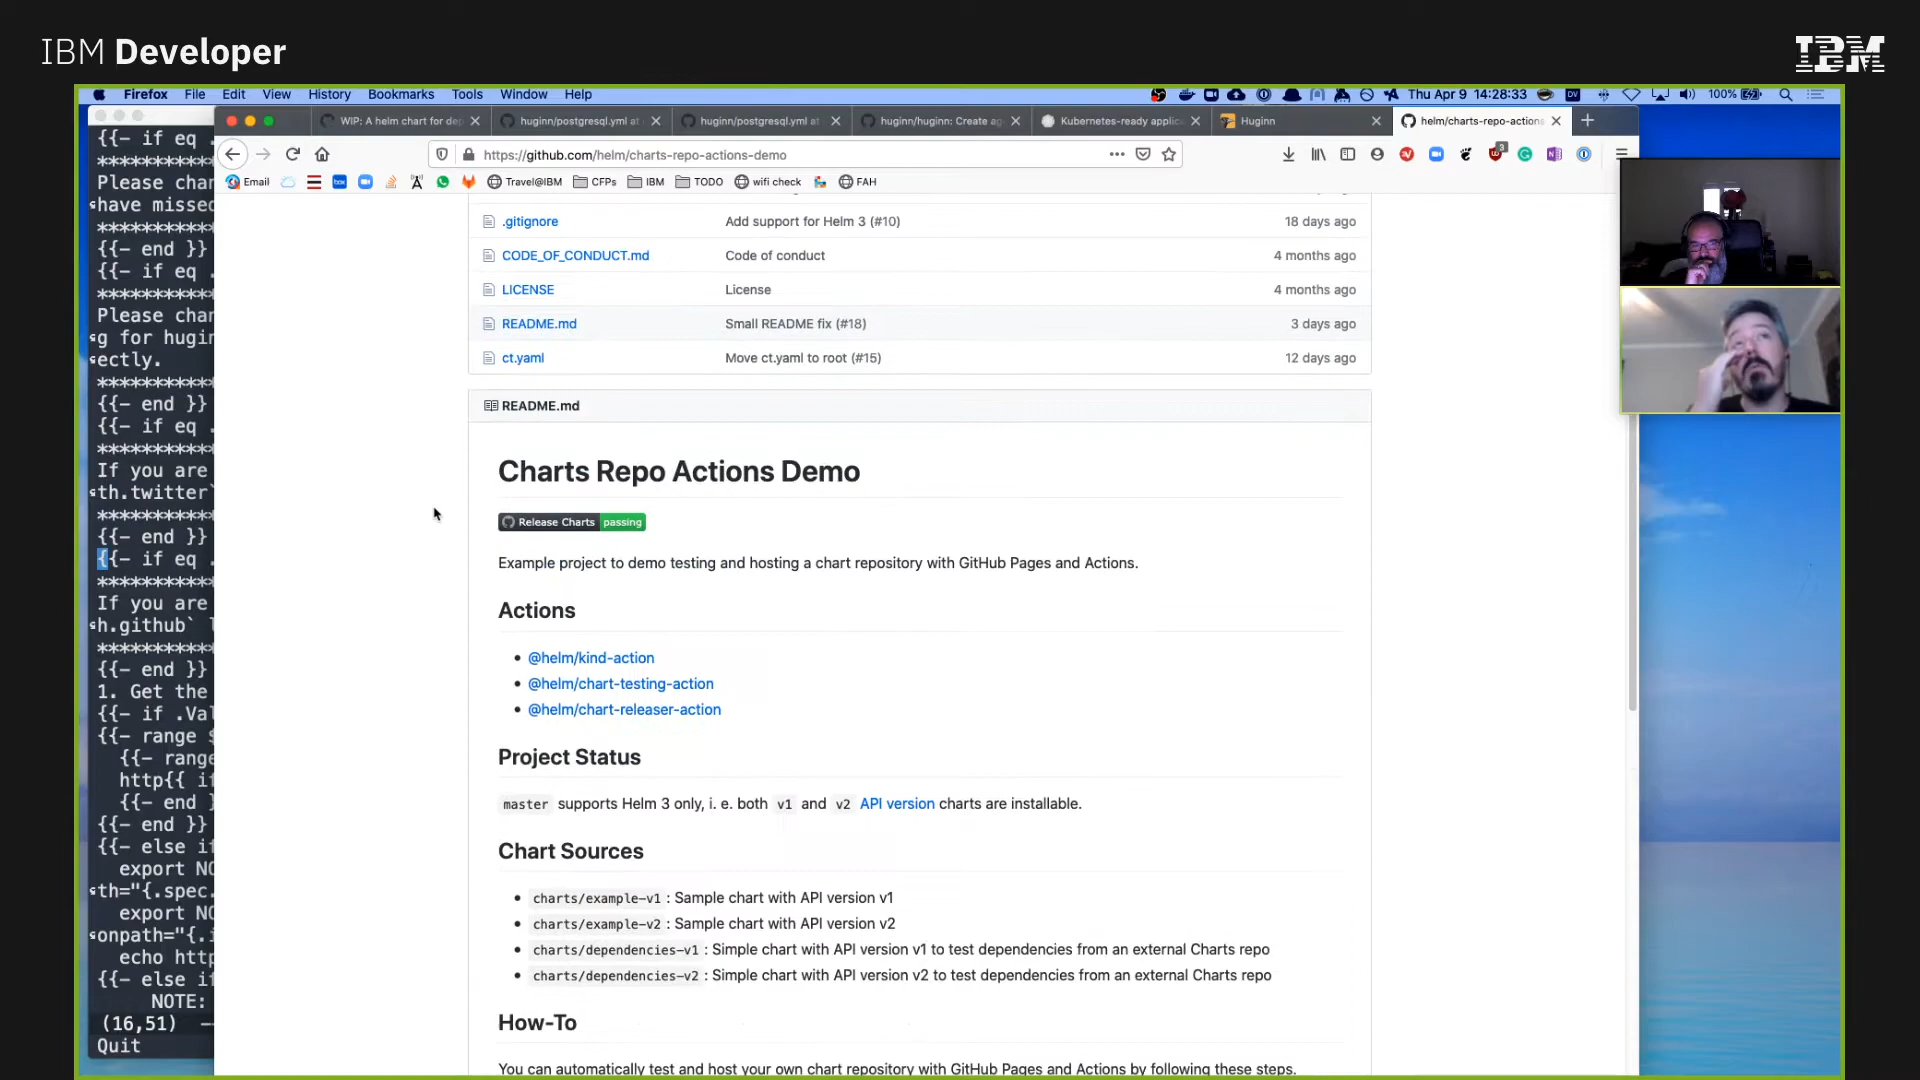 IBM Developer
IBM
Firefox File Edit View History Bookmarks Tools Window Help
Thu Apr 9 14:28:33
DV
100%
WIP: A helm chart for dep
huginn/postgresql.yml at
huginn/postgresql.yml at
huginn/huginn: Create ag
Kubernetes-ready applic
Huginn
helm/charts-repo-actions
https://github.com/helm/charts-repo-actions-demo
3
Email
box
Travel@IBM
CFPs
IBM
TODO
wifi check
FAH
.gitignore Add support for Helm 3 (#10) 18 days ago
CODE_OF_CONDUCT.md Code of conduct 4 months ago
LICENSE License 4 months ago
README.md Small README fix (#18) 3 days ago
ct.yaml Move ct.yaml to root (#15) 12 days ago
README.md
Charts Repo Actions Demo
Release Charts passing
Example project to demo testing and hosting a chart repository with GitHub Pages and Actions.
Actions
@helm/kind-action
@helm/chart-testing-action
@helm/chart-releaser-action
Project Status
master supports Helm 3 only, i. e. both v1 and v2 API version charts are installable.
Chart Sources
charts/example-v1 : Sample chart with API version v1
charts/example-v2 : Sample chart with API version v2
charts/dependencies-v1 : Simple chart with API version v1 to test dependencies from an external Charts repo
charts/dependencies-v2 : Simple chart with API version v2 to test dependencies from an external Charts repo
How-To
You can automatically test and host your own chart repository with GitHub Pages and Actions by following these steps.
{{- if eq .
***********
Please char
have missed
***********
{{- end }}
{{- if eq .
***********
Please char
g for hugin
ectly.
***********
{{- end }}
{{- if eq .
***********
If you are
th.twitter`
***********
{{- end }}
{{- if eq .
***********
If you are
h.github` l
***********
{{- end }}
1. Get the
{{- if .Val
{{- range $
{{- range
http{{ if
{{- end }
{{- end }}
{{- else if
export NO
th="{.spec.
export NO
onpath="{.i
echo http
{{- else if
NOTE:
(16,51) --
Quit